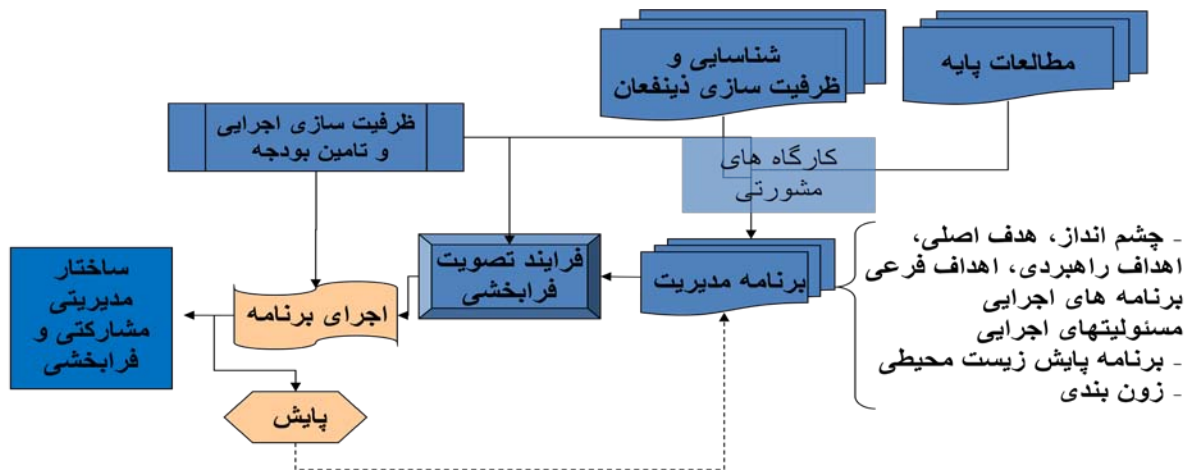 مطالعات پایه
شناسایی و
ظرفیت سازی ذینفعان
ظرفیت سازی اجرایی
و تامین بودجه
کارگاه های
مشورتی
برنامه مدیریت
- چشم انداز، هدف اصلی،
اهداف راهبردی، اهداف فرعی
برنامه های اجرایی
مسئولیتهای اجرایی
- برنامه پایش زیست محیطی
- زون بندی
فرایند تصویت
فرابخشی
اجرای برنامه
ساختار
مدیریتی
مشارکتی و
فرابخشی
پایش